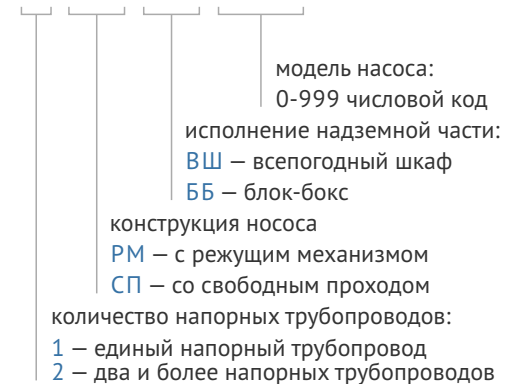 модель насоса:
0-999 числовой код
исполнение надземной части:
ВШ — всепогодный шкаф
ББ — блок-бокс
конструкция нососа
РМ — с режущим механизмом
СП — со свободным проходом
количество напорных трубопроводов:
1 — единый напорный трубопровод
2 — два и более напорных трубопроводов